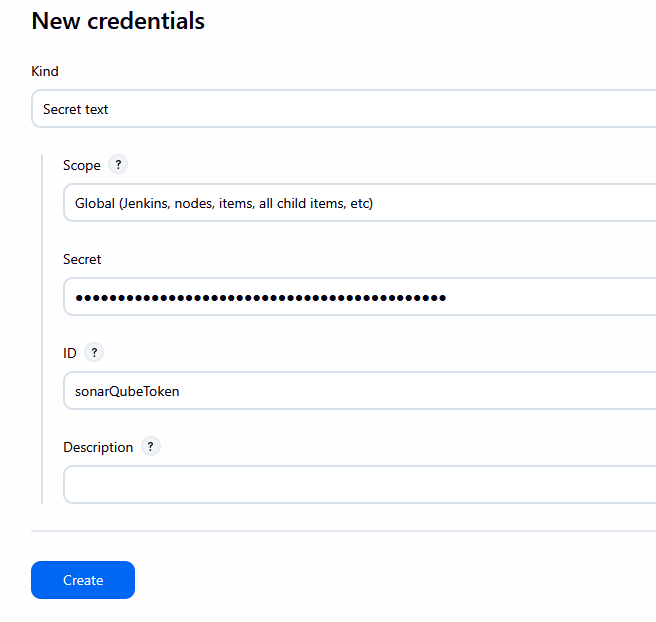 New credentials
Kind
Secret text
Scope ?
Global (Jenkins, nodes, items, all child items, etc)
Secret
••••••••••••••••••••••••••••••••••••••••••••
ID ?
sonarQubeToken
Description ?
Create